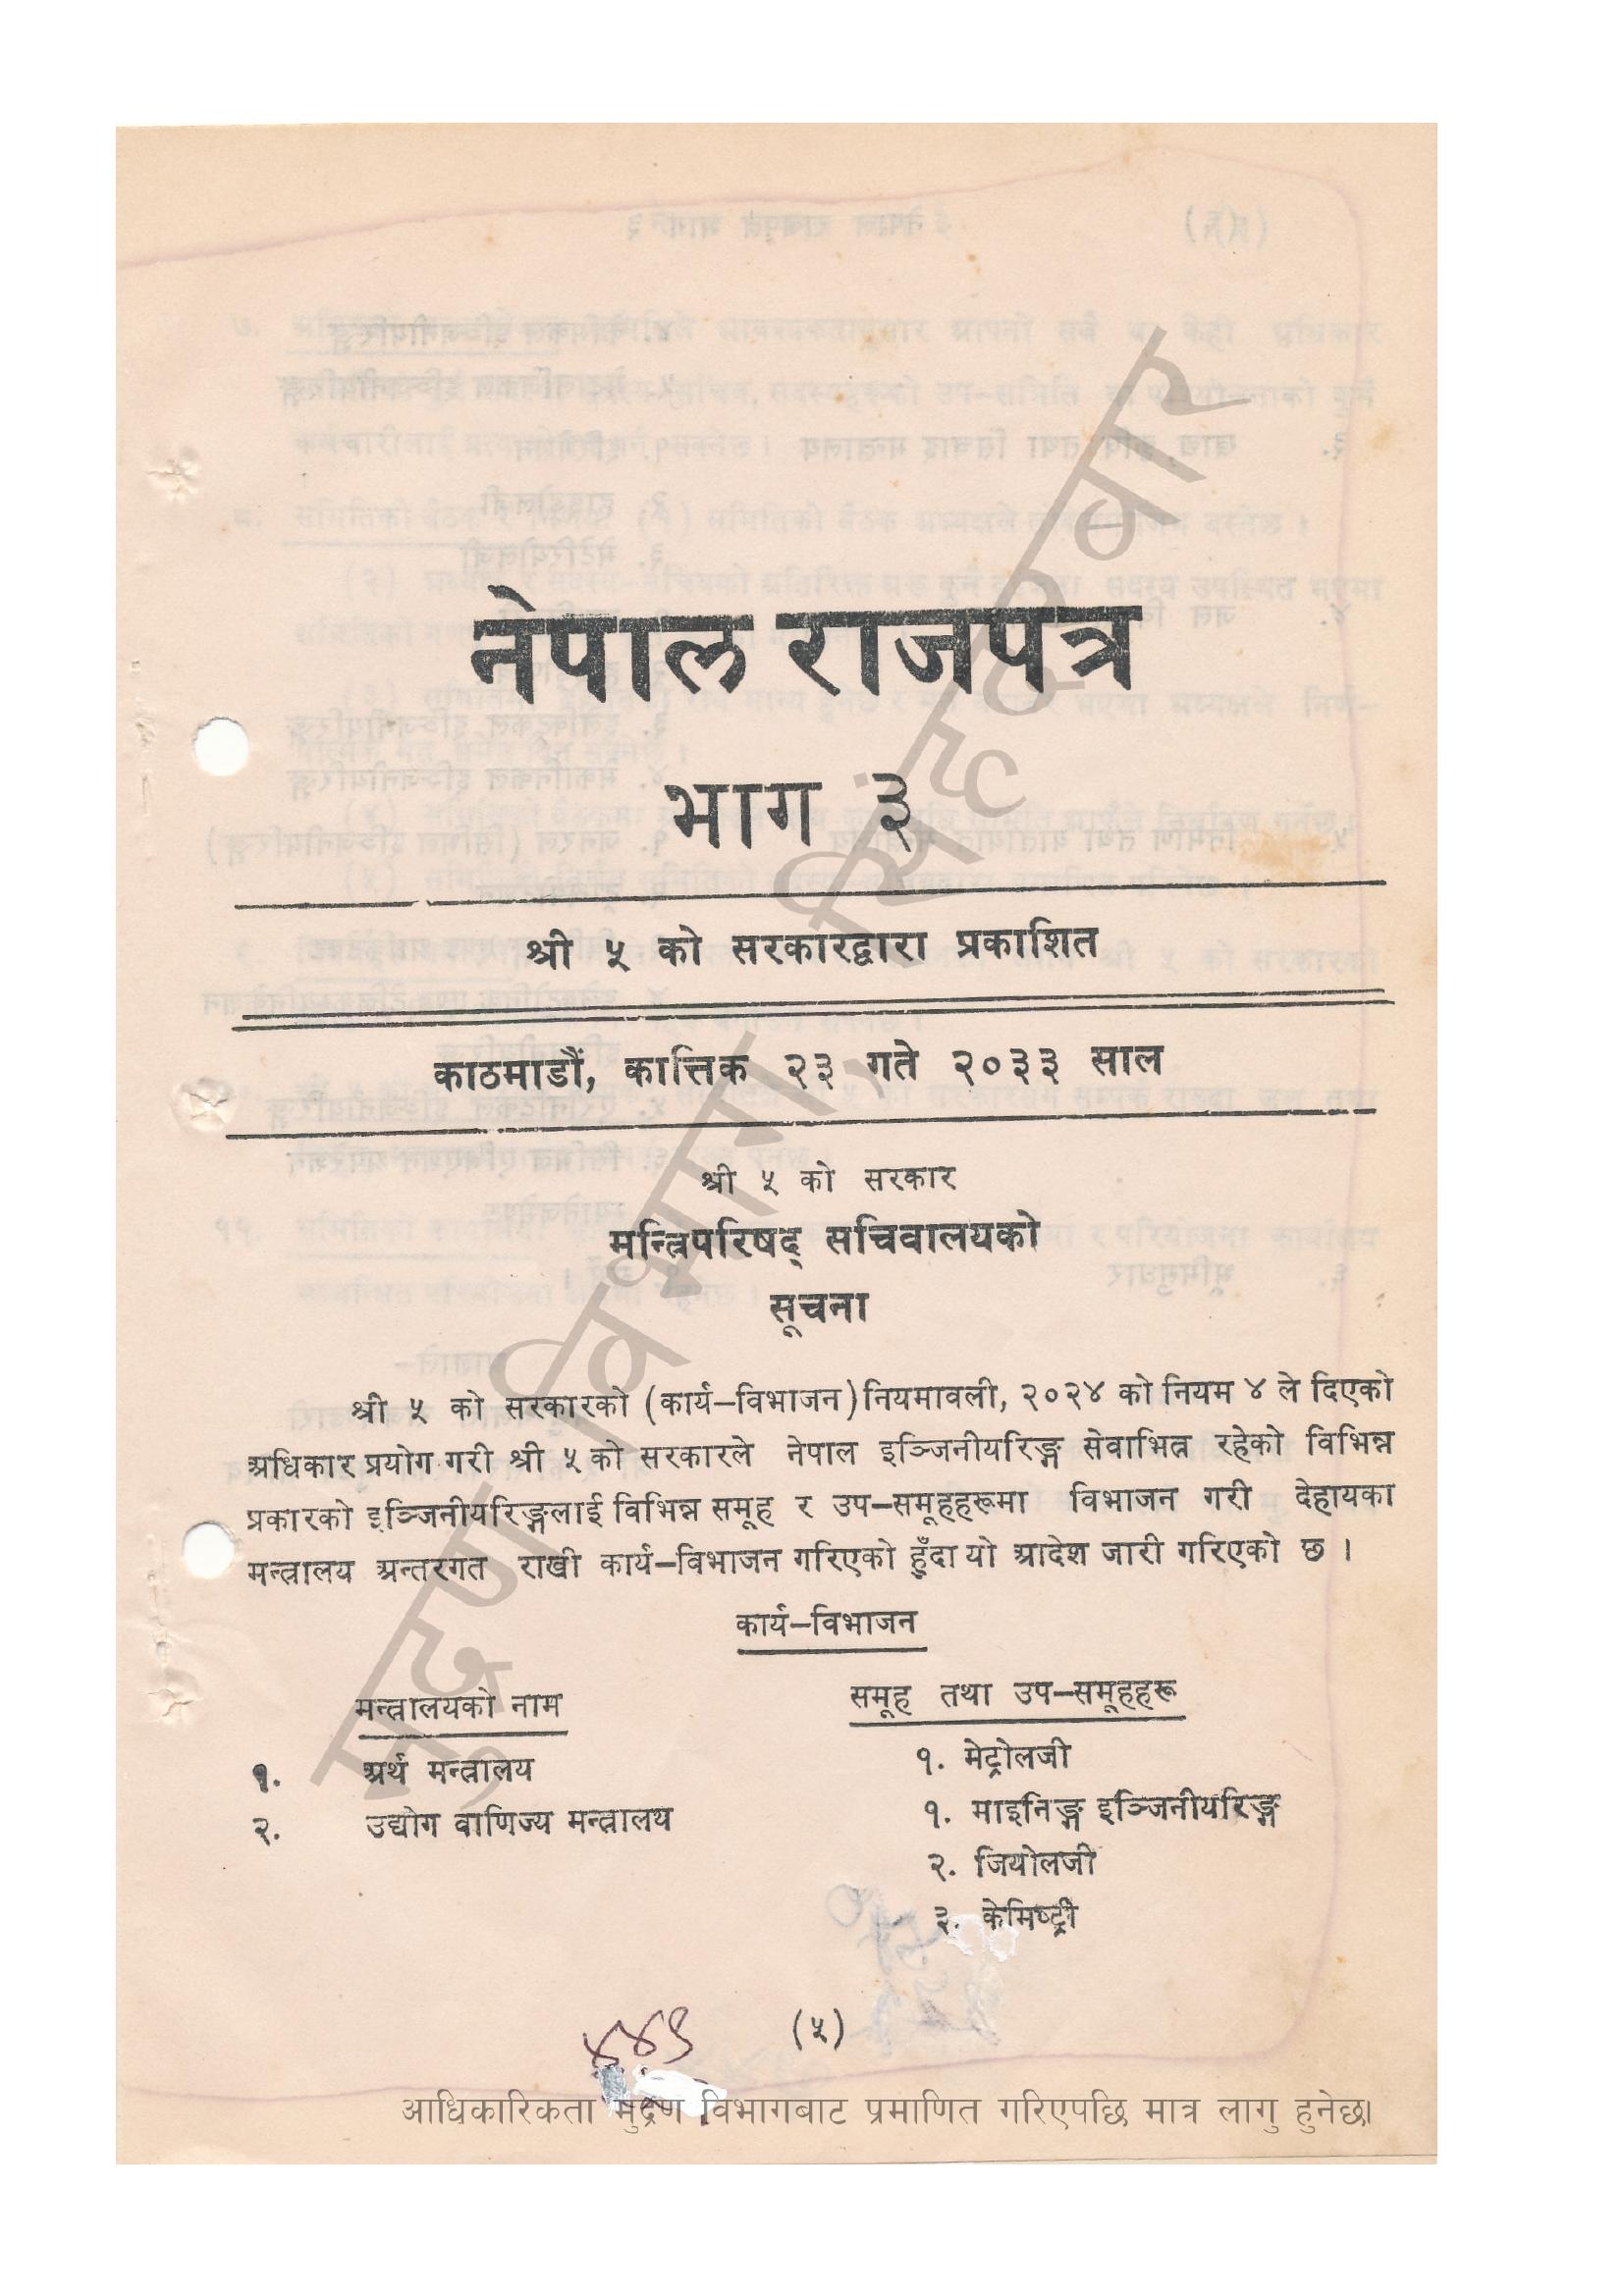 नेपाल राजपत्र
भाग ३
श्री ५ को सरकारद्वारा प्रकाशित
काठमाडौं, कात्तिक २३ गते २०३३ साल
श्री ५ को सरकार
मन्त्रिपरिषद् सचिवालयको
सूचना
श्री ५ को सरकारको (कार्य–विभाजन) नियमावली, २०२४ को नियम ४ ले दिएको
अधिकार प्रयोग गरी श्री ५ को सरकारले नेपाल इञ्जिनीयरिङ्ग सेवाभित्र रहेको विभिन्न
प्रकारको इञ्जिनीयरिङ्गलाई विभिन्न समूह र उप–समूहहरूमा विभाजन गरी देहायका
मन्त्रालय अन्तरगत राखी कार्य–विभाजन गरिएको हुँदा यो आदेश जारी गरिएको छ ।
कार्य–विभाजन
मन्त्रालयको नाम समूह तथा उप–समूहहरू
१. अर्थ मन्त्रालय १. मेट्रोलजी
२. उद्योग वाणिज्य मन्त्रालय १. माइनिङ्ग इञ्जिनीयरिङ्ग
२. जियोलजी
३. केमिष्ट्री
(५)
४४९
आधिकारिकता मुद्रण विभागबाट प्रमाणित गरिएपछि मात्र लागु हुनेछ।
मुद्रण विभाग, सिंहदरवार